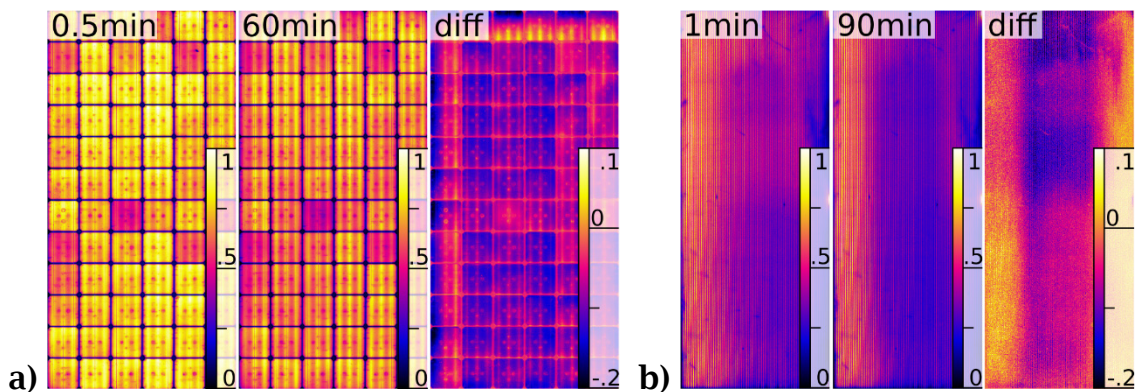 0.5min 60min diff
1 1 .1
0
.5 .5
0 0 -.2
a)
1min 90min diff
1 1 .1
0
.5 .5
0 0 -.2
b)